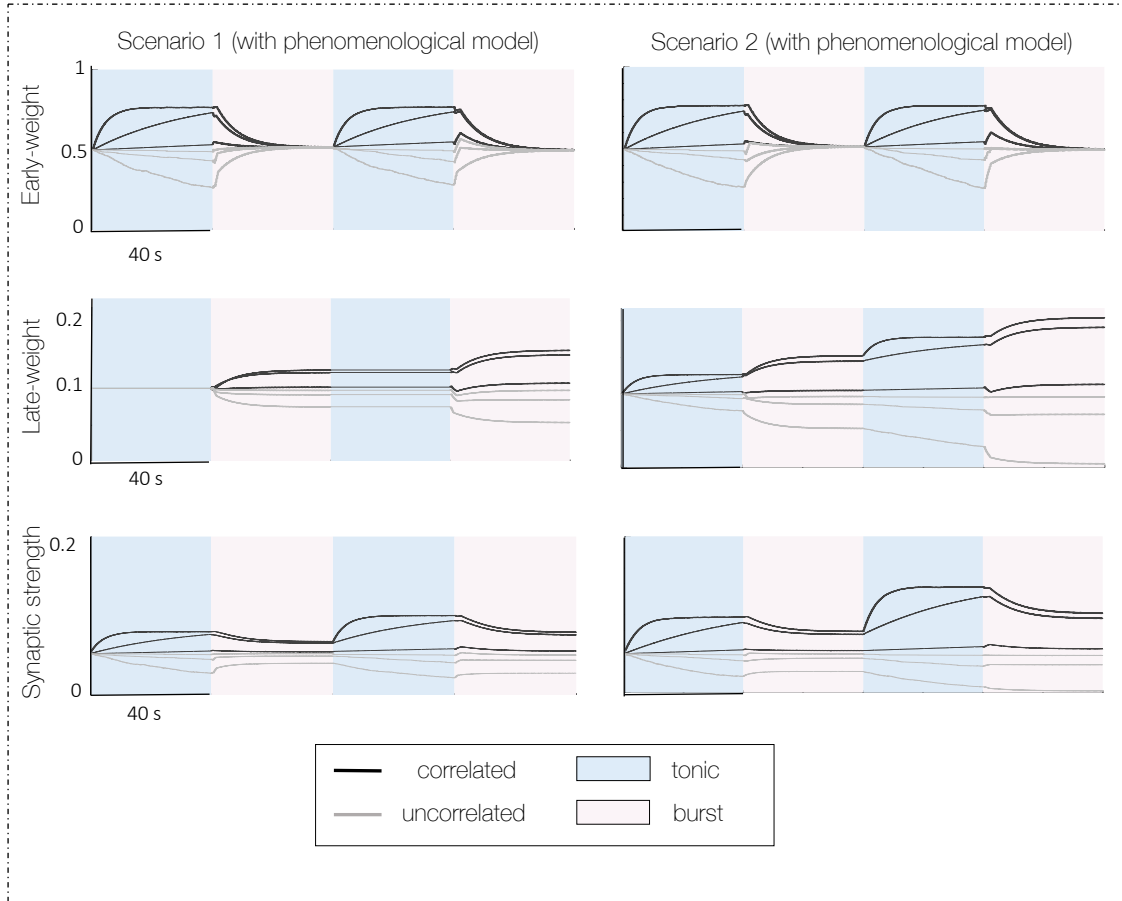 Scenario 1 (with phenomenological model)
Scenario 2 (with phenomenological model)
Early-weight
1
0.5
0
40 s
Late-weight
0.2
0.1
0
40 s
Synaptic strength
0.2
0
40 s
correlated
tonic
uncorrelated
burst